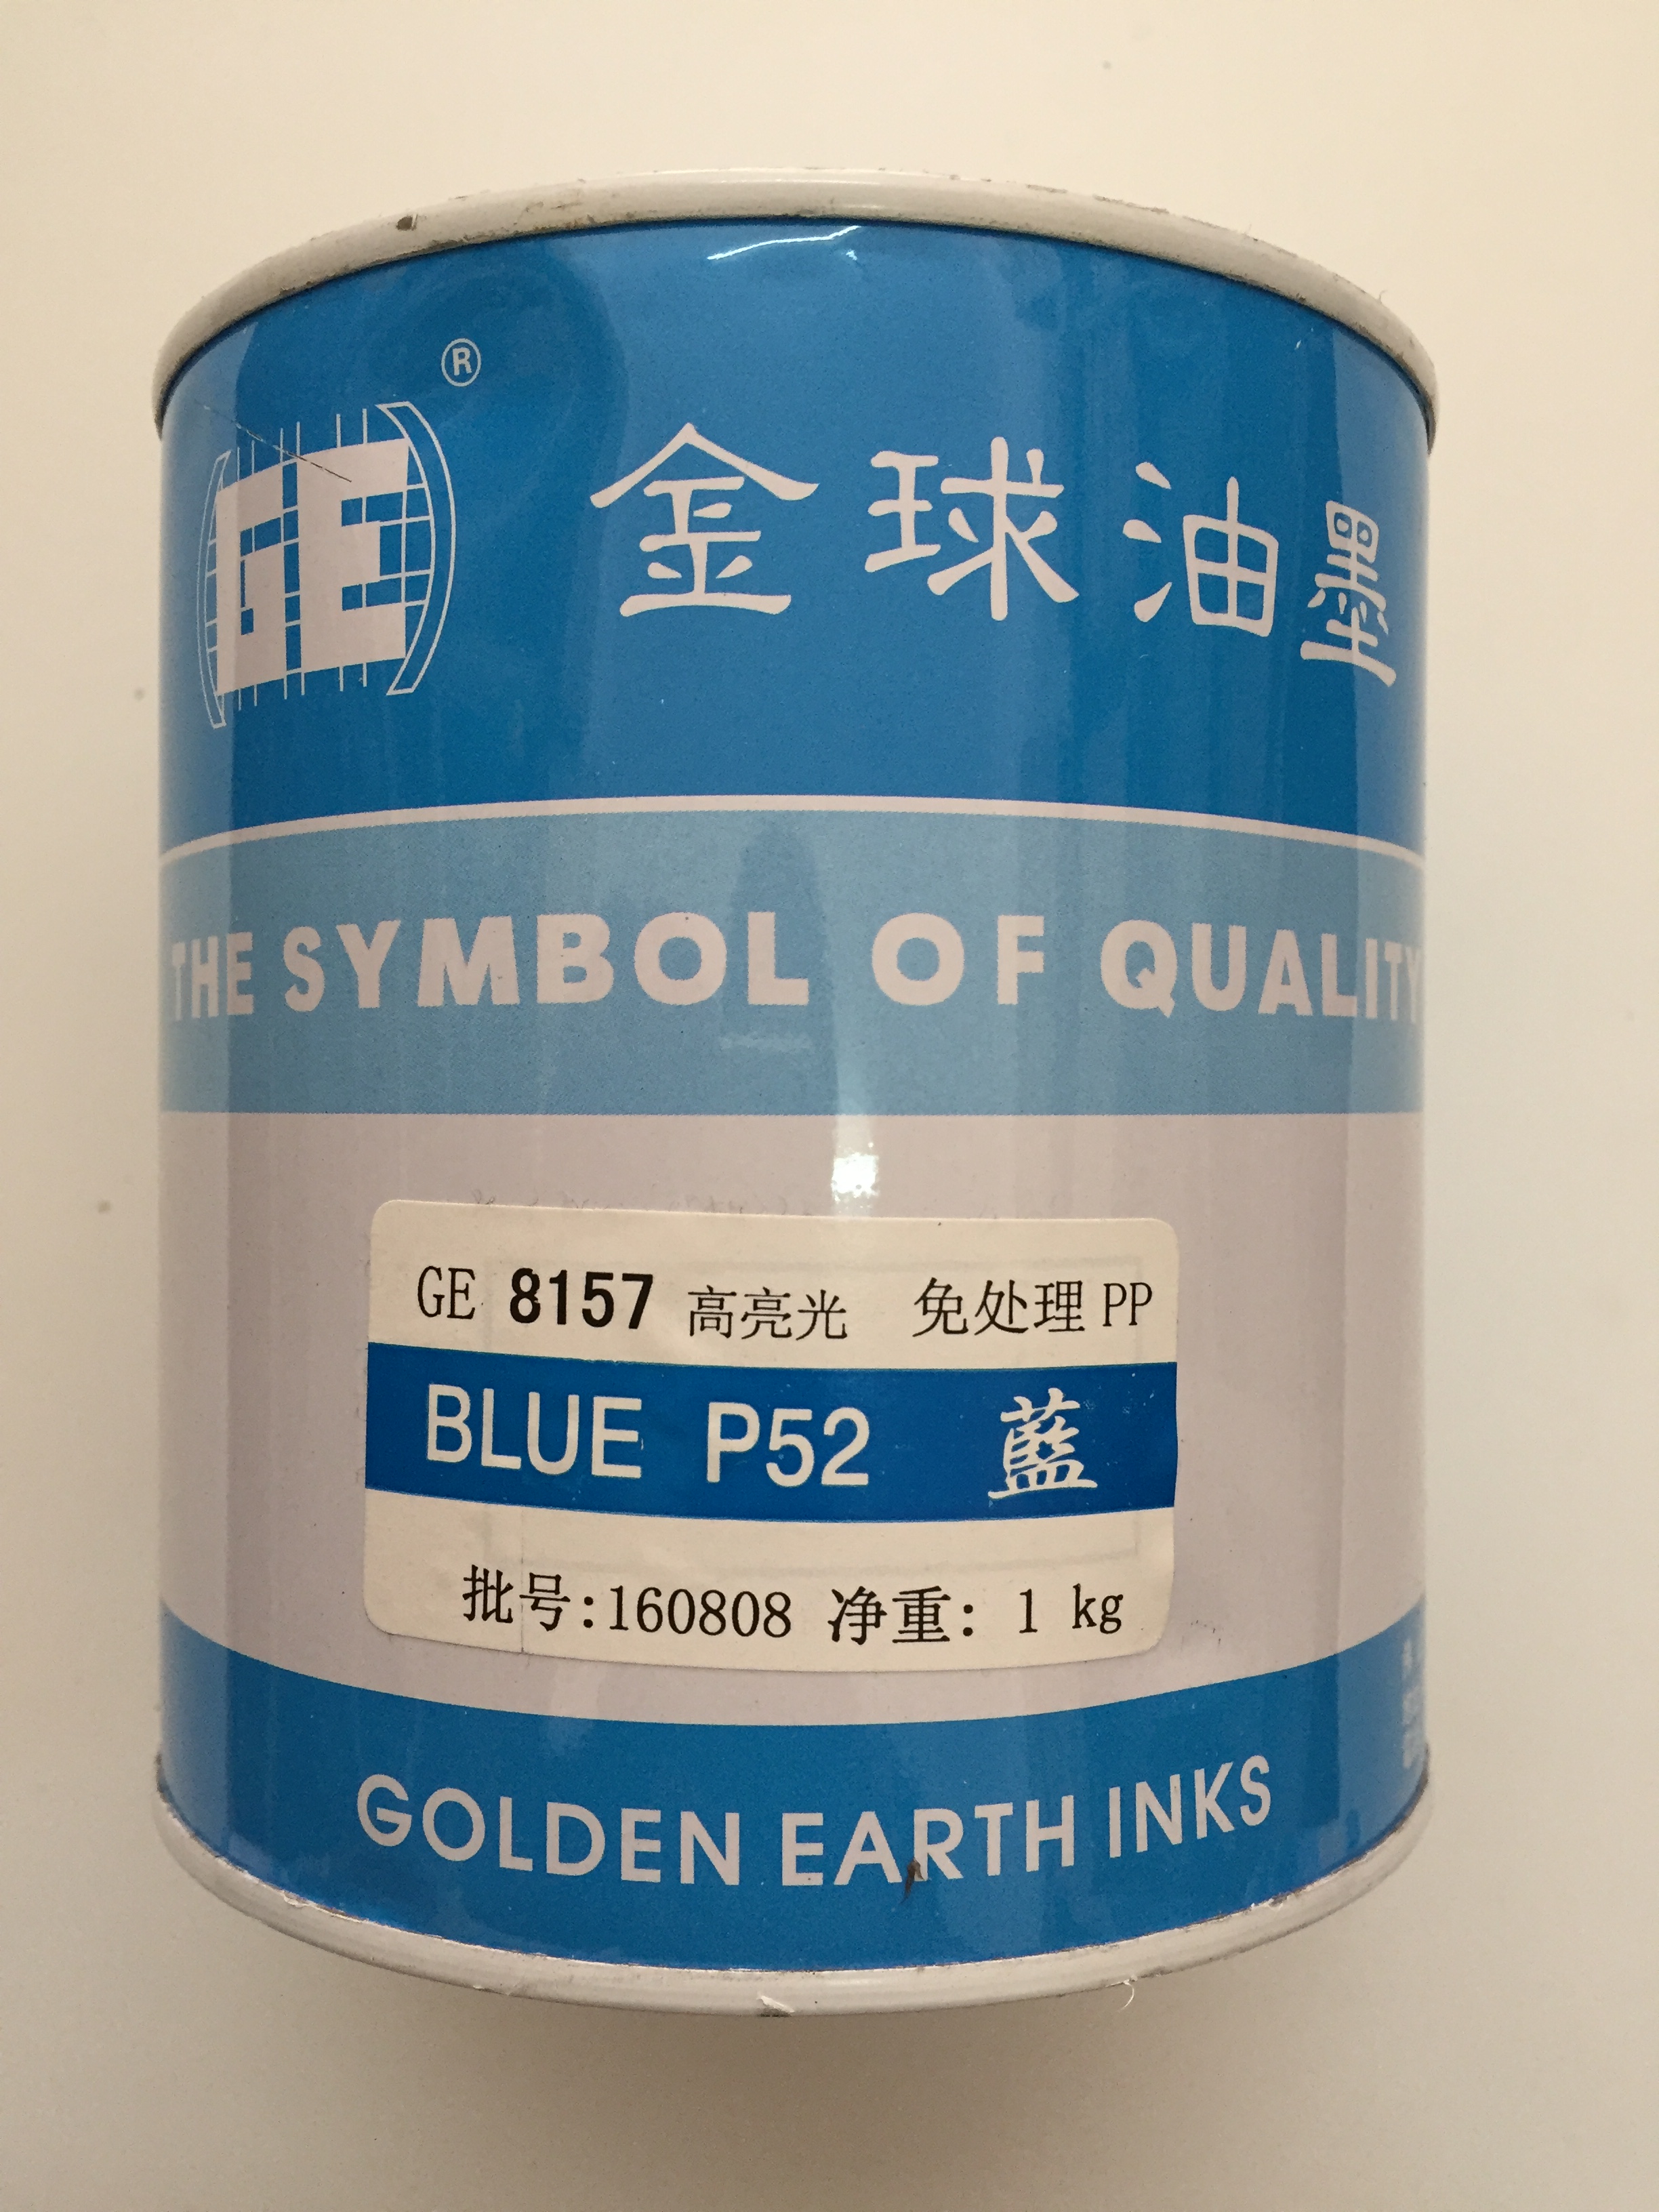 ®
GE 金球油墨
THE SYMBOL OF QUALITY
GE 8157 高亮光 免处理 PP
BLUE P52 藍
批号:160808 净重: 1 kg
GOLDEN EARTH INKS